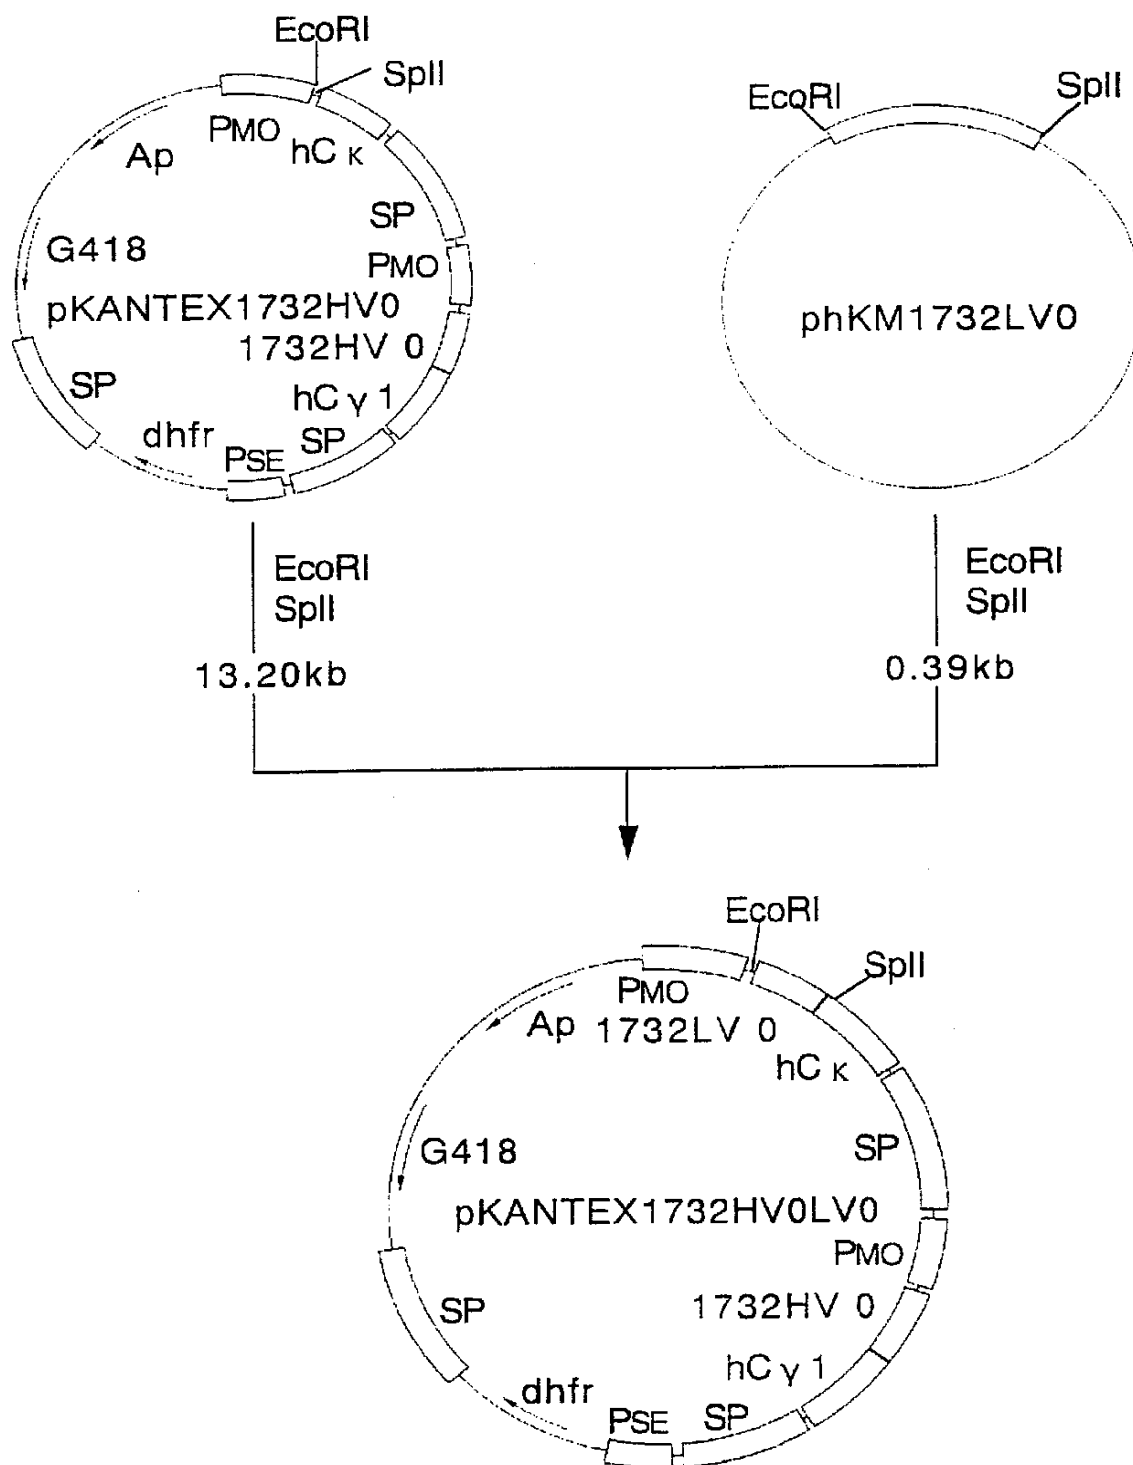 EcoRI
SplI
PMO
hC κ
Ap
SP
G418
PMO
pKANTEX1732HV0
1732HV 0
SP
hC γ 1
dhfr
SP
PSE
EcoRI
SplI
phKM1732LV0
EcoRI
SplI
13.20kb
EcoRI
SplI
0.39kb
EcoRI
SplI
PMO
Ap
1732LV 0
hC κ
G418
SP
pKANTEX1732HV0LV0
PMO
1732HV 0
SP
hC γ 1
dhfr
PSE
SP